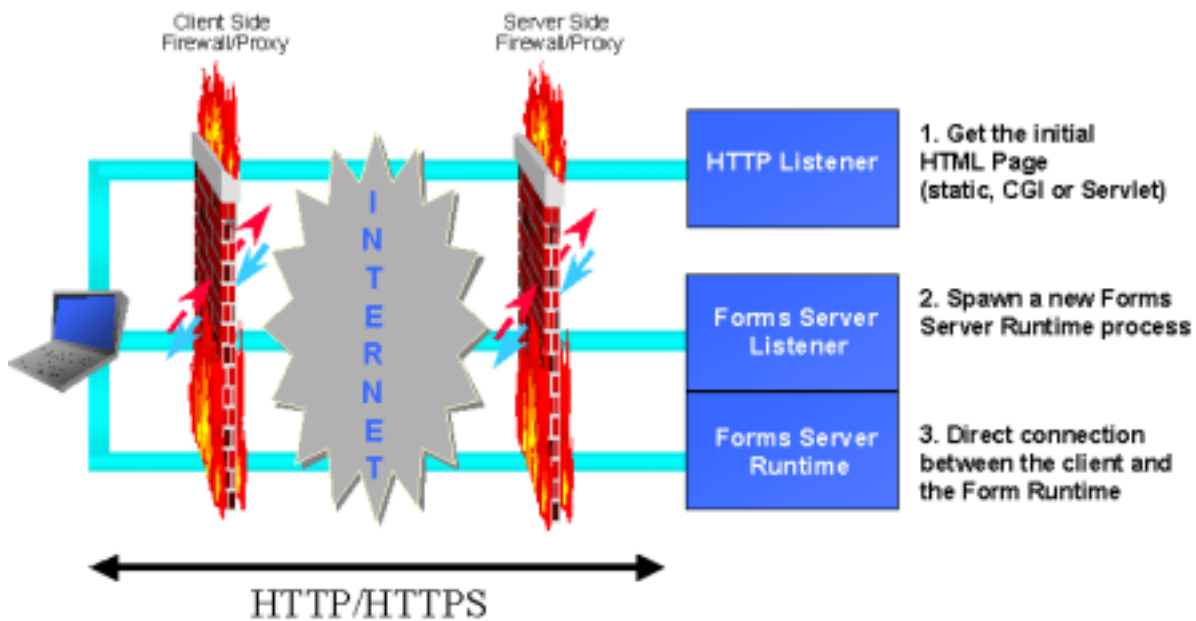 Client Side
Firewall/Proxy
Server Side
Firewall/Proxy
INTERNET
HTTP Listener
1. Get the initial
HTML Page
(static, CGI or Servlet)
Forms Server
Listener
2. Spawn a new Forms
Server Runtime process
Forms Server
Runtime
3. Direct connection
between the client and
the Form Runtime
HTTP/HTTPS